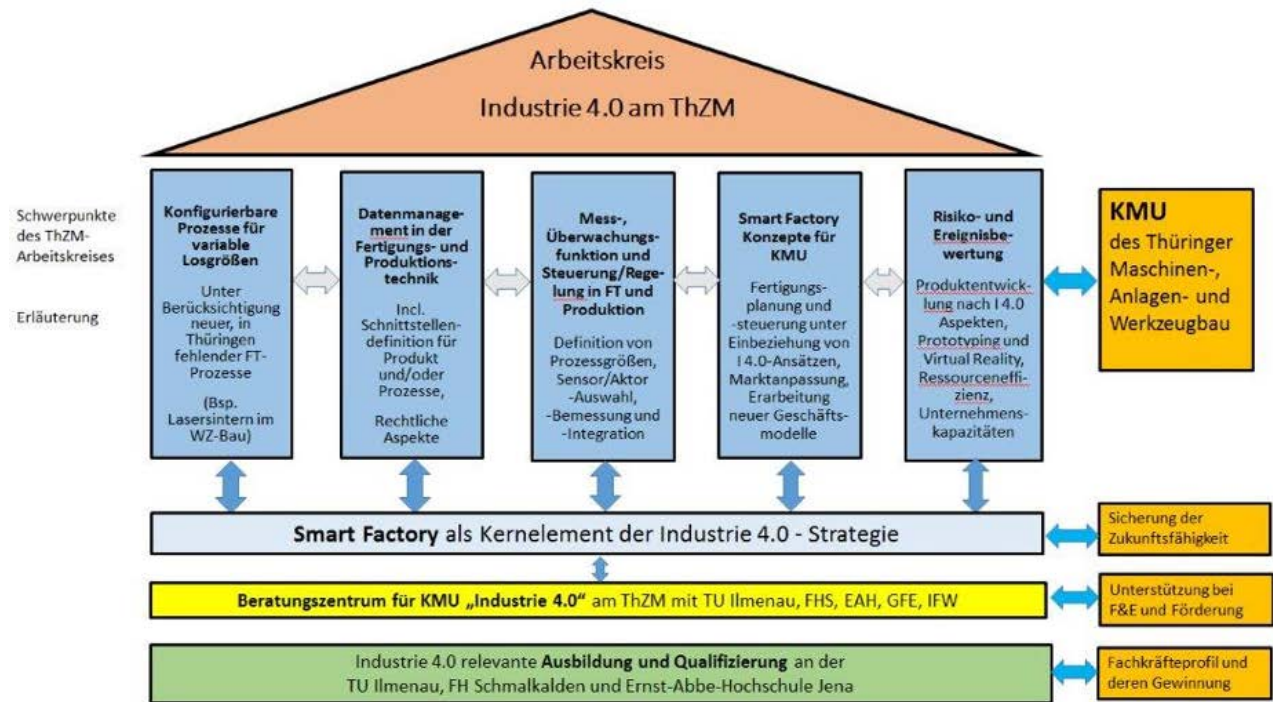 Arbeitskreis
Industrie 4.0 am ThZM
Schwerpunkte
des ThZM-
Arbeitskreises
Erläuterung
Konfigurierbare
Prozesse für
variable
Losgrößen
Unter
Berücksichtigung
neuer, in
Thüringen
fehlender FT-
Prozesse
(Bsp.
Lasersintern im
WZ-Bau)
Datenmanage-
ment in der
Fertigungs- und
Produktions-
technik
Incl.
Schnittstellen-
definition für
Produkt
und/oder
Prozesse,
Rechtliche
Aspekte
Mess-,
Überwachungs-
funktion und
Steuerung/Rege-
lung in FT und
Produktion
Definition von
Prozessgrößen,
Sensor/Aktor
-Auswahl,
-Bemessung und
-Integration
Smart Factory
Konzepte für
KMU
Fertigungs-
planung und
-steuerung unter
Einbeziehung von
I 4.0-Ansätzen,
Marktanpassung,
Erarbeitung
neuer Geschäfts-
modelle
Risiko- und
Ereignisbe-
wertung
Produktentwick-
lung nach I 4.0
Aspekten,
Prototyping und
Virtual Reality,
Ressourceneffi-
zienz,
Unternehmens-
kapazitäten
KMU
des Thüringer
Maschinen-,
Anlagen- und
Werkzeugbau
Smart Factory als Kernelement der Industrie 4.0 - Strategie
Sicherung der
Zukunftsfähigkeit
Beratungszentrum für KMU „Industrie 4.0“ am ThZM mit TU Ilmenau, FHS, EAH, GFE, IFW
Unterstützung bei
F&E und Förderung
Industrie 4.0 relevante Ausbildung und Qualifizierung an der
TU Ilmenau, FH Schmalkalden und Ernst-Abbe-Hochschule Jena
Fachkräfteprofil und
deren Gewinnung